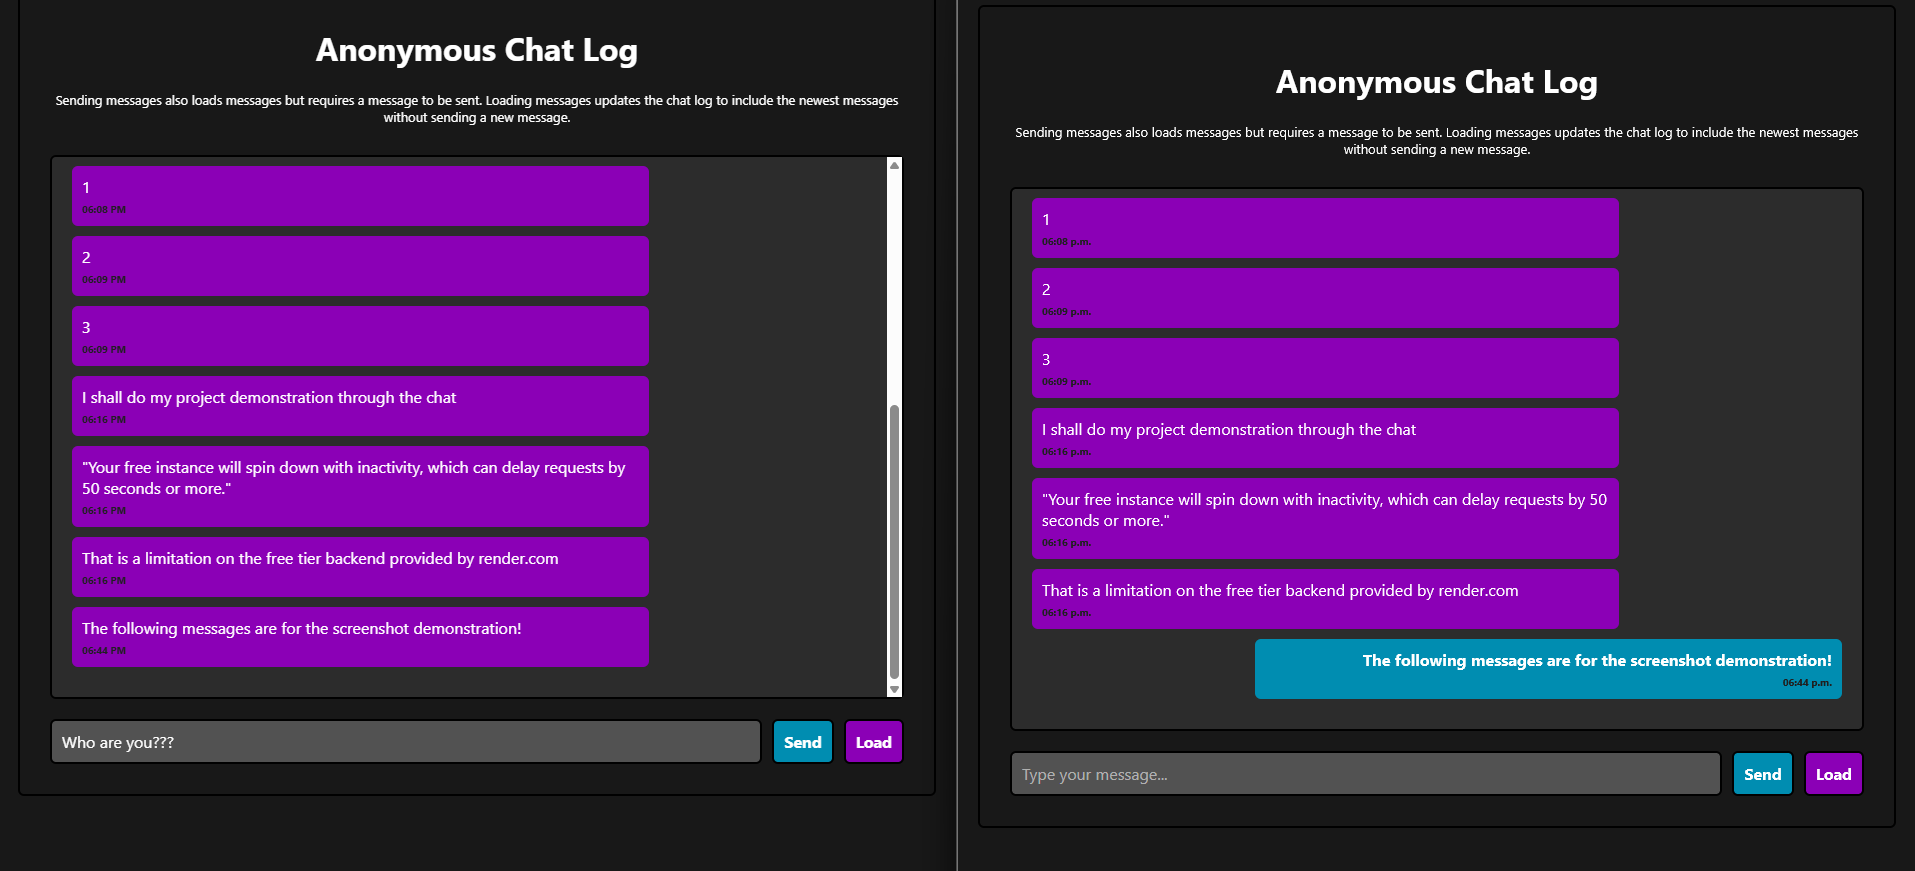 Anonymous Chat Log
Sending messages also loads messages but requires a message to be sent. Loading messages updates the chat log to include the newest messages
without sending a new message.
1
06:08 PM
2
06:09 PM
3
06:09 PM
I shall do my project demonstration through the chat
06:16 PM
"Your free instance will spin down with inactivity, which can delay requests by
50 seconds or more."
06:16 PM
That is a limitation on the free tier backend provided by render.com
06:16 PM
The following messages are for the screenshot demonstration!
06:44 PM
Who are you???
Send
Load
Anonymous Chat Log
Sending messages also loads messages but requires a message to be sent. Loading messages updates the chat log to include the newest messages
without sending a new message.
1
06:08 p.m.
2
06:09 p.m.
3
06:09 p.m.
I shall do my project demonstration through the chat
06:16 p.m.
"Your free instance will spin down with inactivity, which can delay requests by 50
seconds or more."
06:16 p.m.
That is a limitation on the free tier backend provided by render.com
06:16 p.m.
The following messages are for the screenshot demonstration!
06:44 p.m.
Type your message...
Send
Load